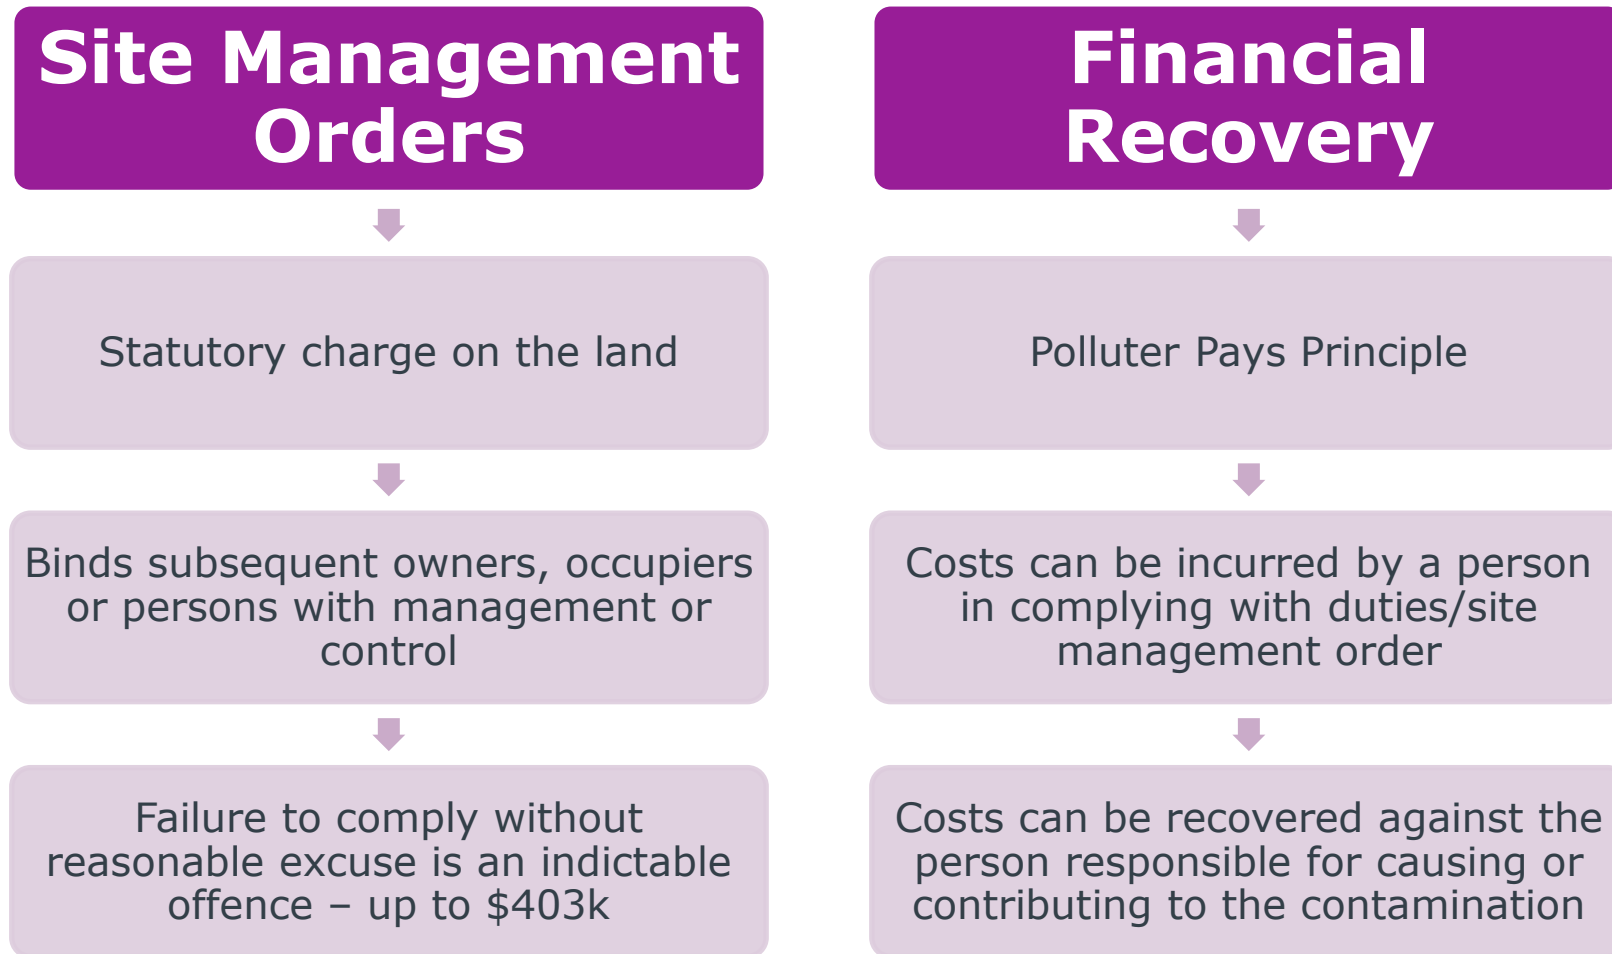 Site Management
Orders
Statutory charge on the land
Binds subsequent owners, occupiers
or persons with management or
control
Failure to comply without
reasonable excuse is an indictable
offence – up to $403k
Financial
Recovery
Polluter Pays Principle
Costs can be incurred by a person
in complying with duties/site
management order
Costs can be recovered against the
person responsible for causing or
contributing to the contamination